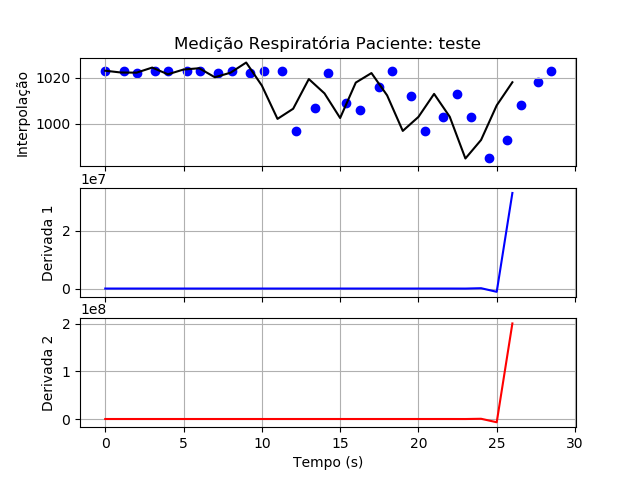 Medição Respiratória Paciente: teste
1020
1000
Interpolação
1e7
2
0
Derivada 1
1e8
2
1
0
Derivada 2
0 5 10 15 20 25 30
Tempo (s)